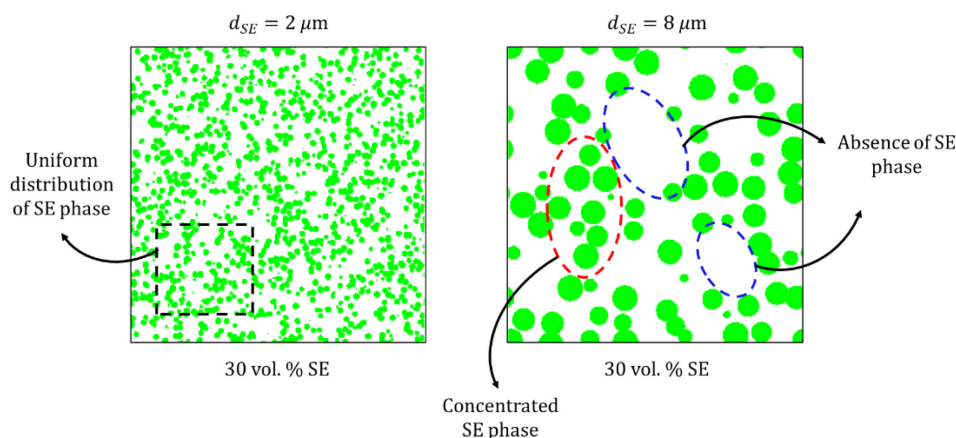 d_SE = 2 μm
d_SE = 8 μm
Uniform
distribution
of SE phase
Absence of SE
phase
30 vol. % SE
30 vol. % SE
Concentrated
SE phase